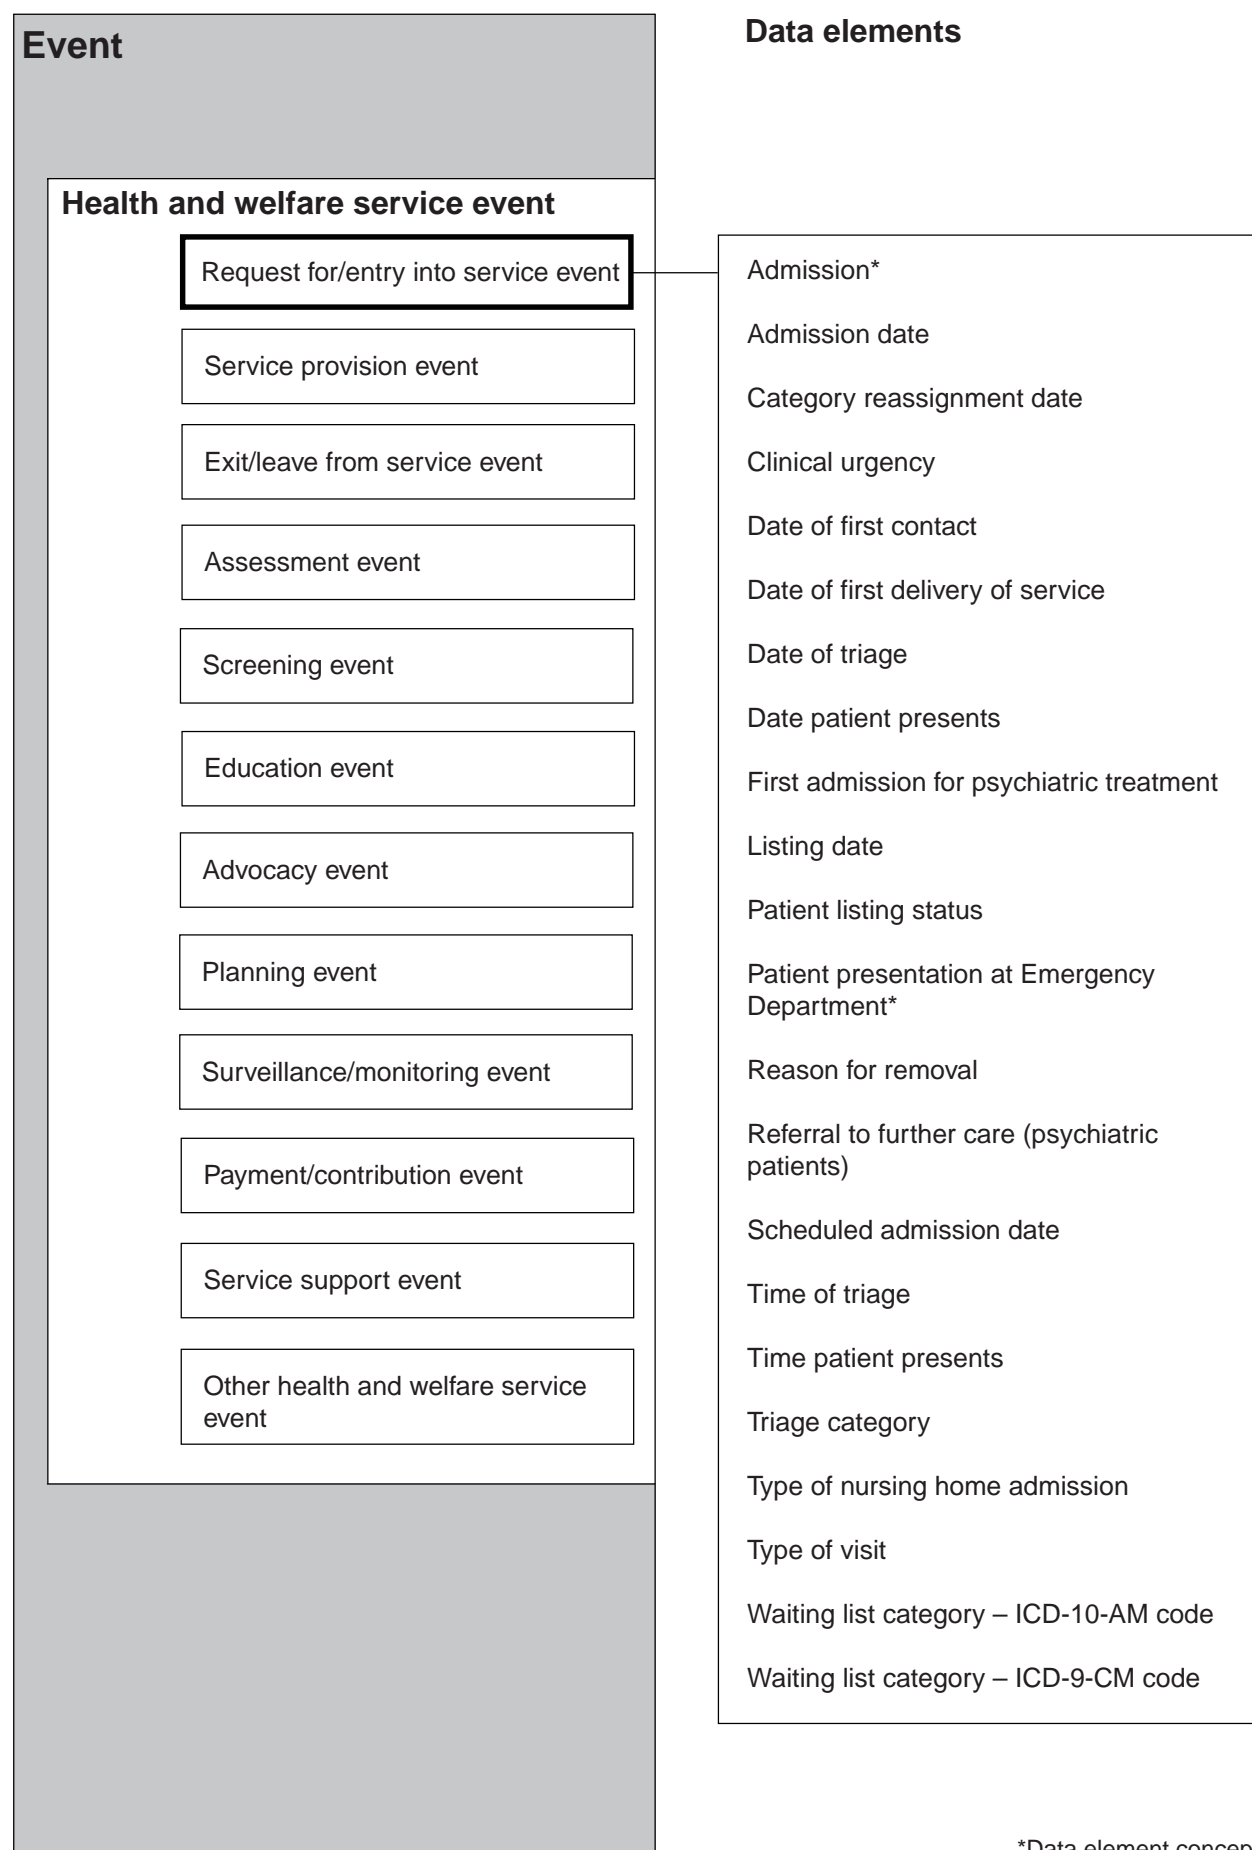 Event
Health and welfare service event
Request for/entry into service event
Service provision event
Exit/leave from service event
Assessment event
Screening event
Education event
Advocacy event
Planning event
Surveillance/monitoring event
Payment/contribution event
Service support event
Other health and welfare service
event
Data elements
Admission*
Admission date
Category reassignment date
Clinical urgency
Date of first contact
Date of first delivery of service
Date of triage
Date patient presents
First admission for psychiatric treatment
Listing date
Patient listing status
Patient presentation at Emergency
Department*
Reason for removal
Referral to further care (psychiatric
patients)
Scheduled admission date
Time of triage
Time patient presents
Triage category
Type of nursing home admission
Type of visit
Waiting list category – ICD-10-AM code
Waiting list category – ICD-9-CM code
*Data element